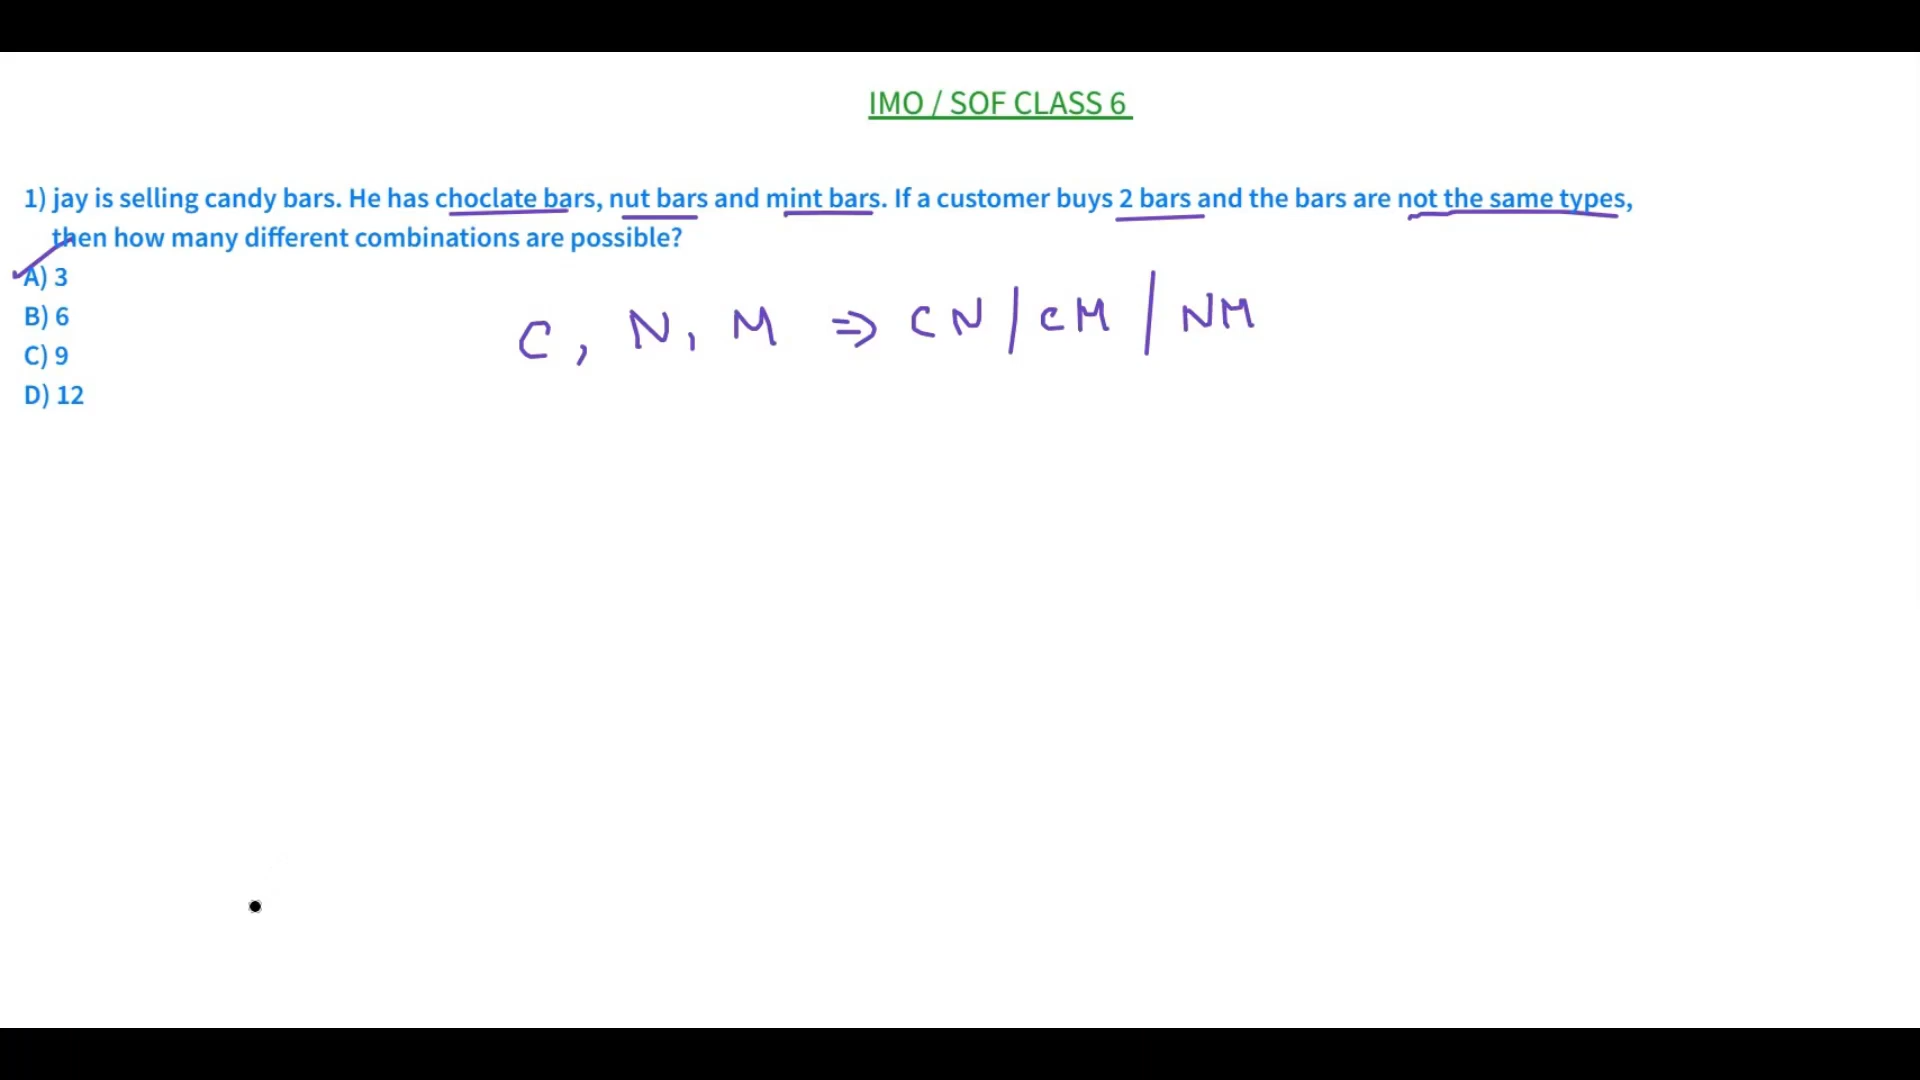 IMO / SOF CLASS 6
1) jay is selling candy bars. He has choclate bars, nut bars and mint bars. If a customer buys 2 bars and the bars are not the same types,
then how many different combinations are possible?
A) 3
B) 6
C) 9
D) 12
C, N, M ⇒ CN / CM / NM